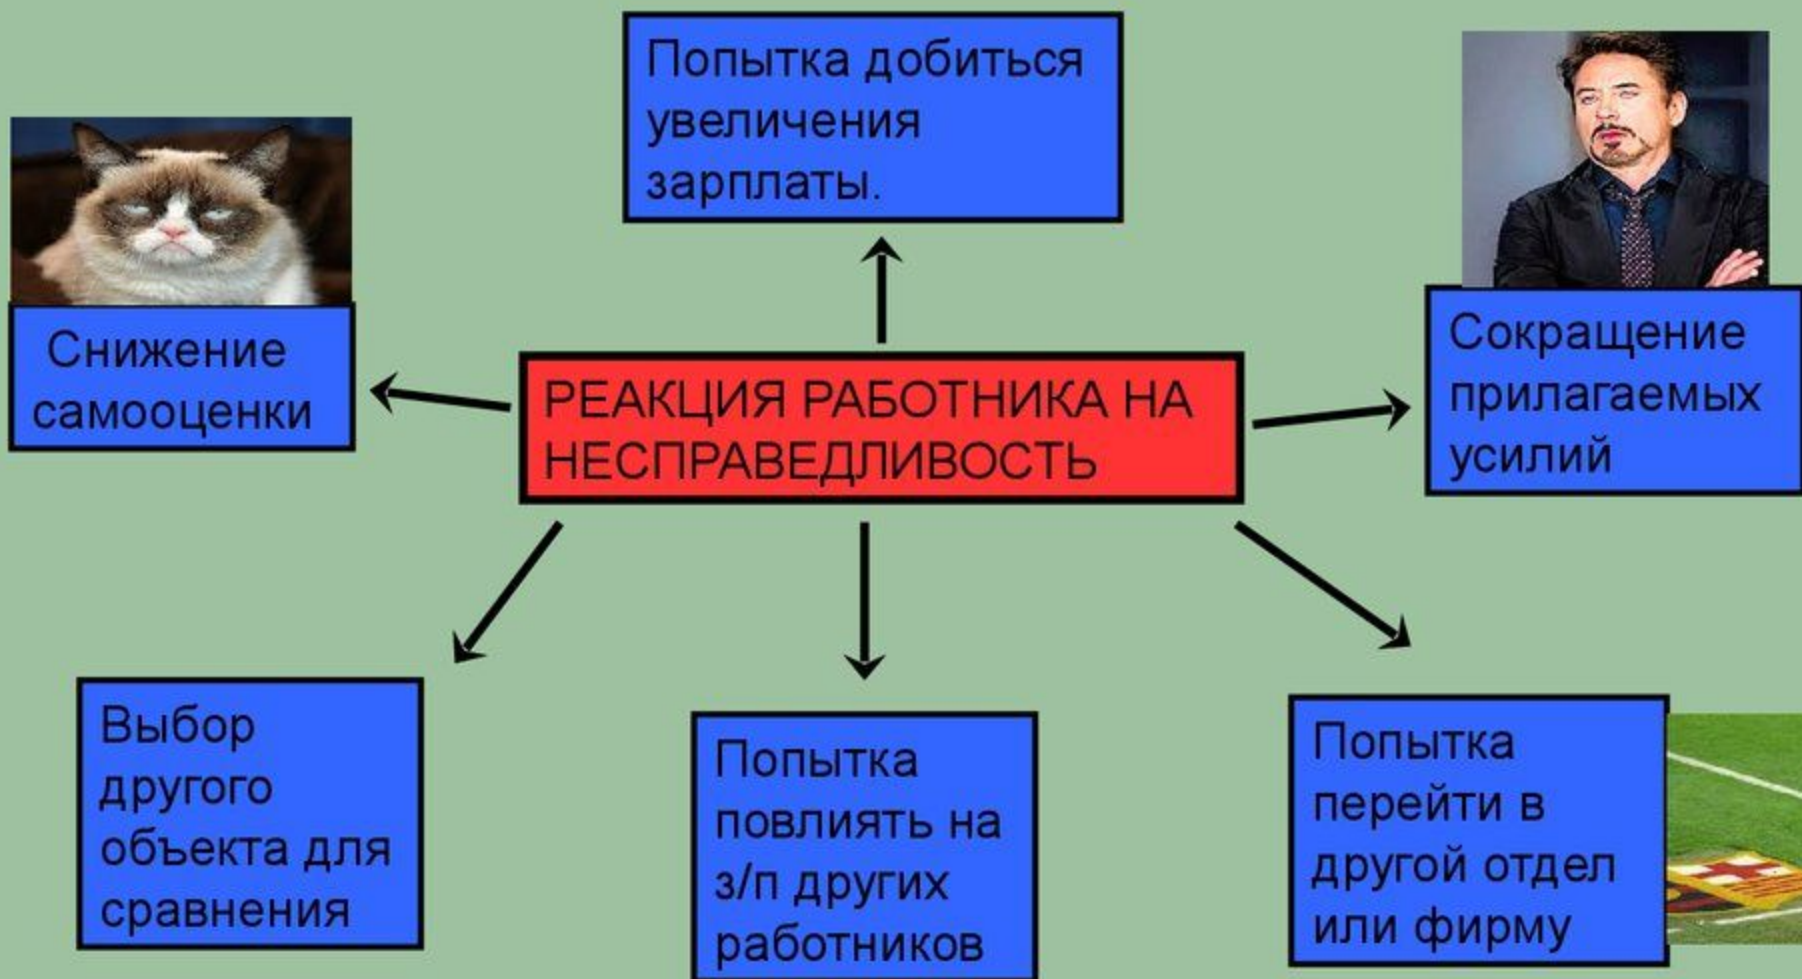 Попытка добиться
увеличения
зарплаты.
Снижение
самооценки
РЕАКЦИЯ РАБОТНИКА НА
НЕСПРАВЕДЛИВОСТЬ
Сокращение
прилагаемых
усилий
Выбор
другого
объекта для
сравнения
Попытка
повлиять на
з/п других
работников
Попытка
перейти в
другой отдел
или фирму